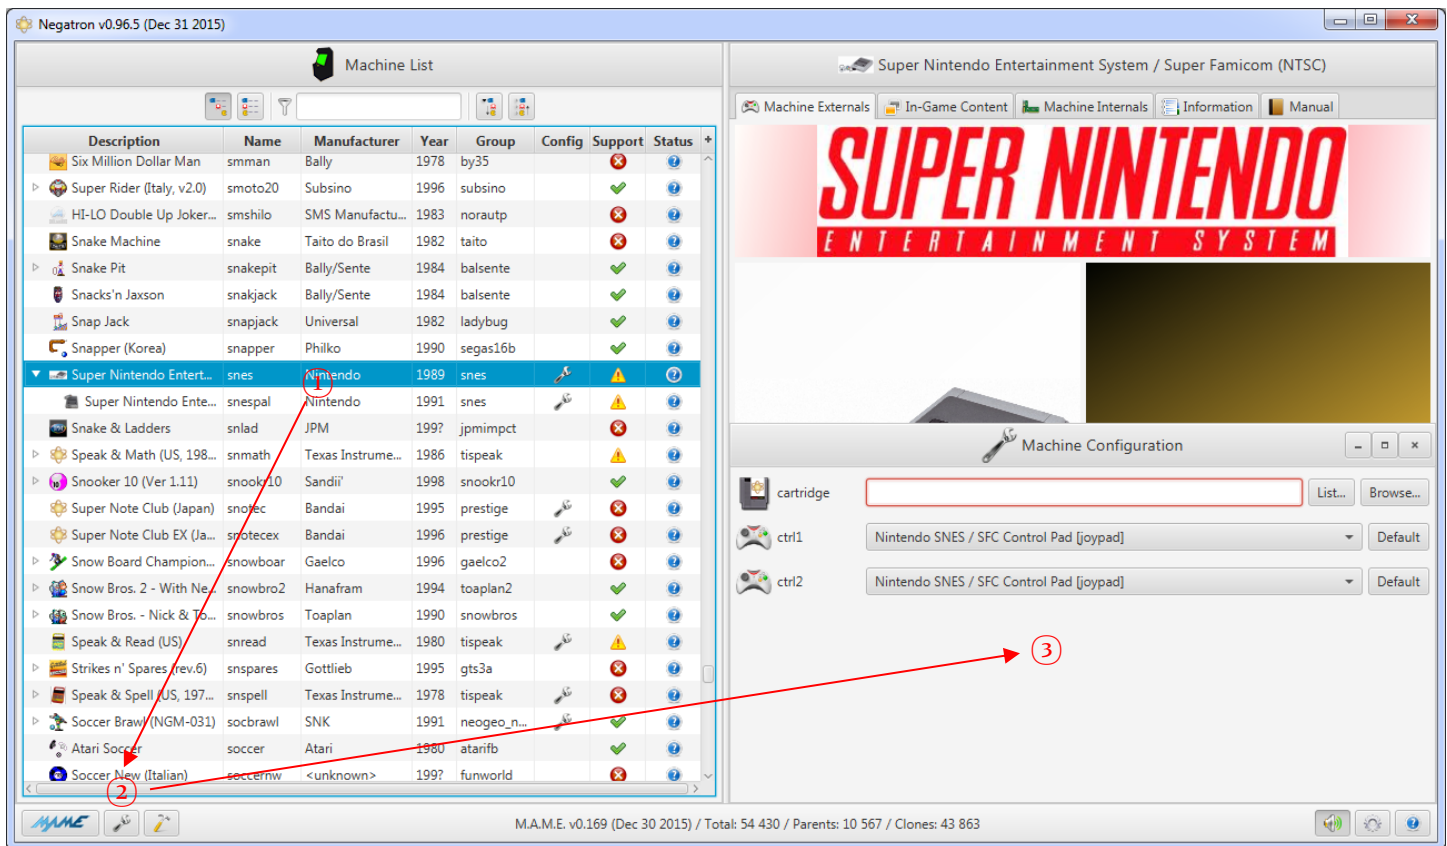 Negatron v0.96.5 (Dec 31 2015)
Machine List
Description Name Manufacturer Year Group Config Support Status +
Six Million Dollar Man smman Bally 1978 by35
Super Rider (Italy, v2.0) smoto20 Subsino 1996 subsino
HI-LO Double Up Joker... smshilo SMS Manufactu... 1983 norautp
Snake Machine snake Taito do Brasil 1982 taito
Snake Pit snakepit Bally/Sente 1984 balsente
Snacks'n Jaxson snakjack Bally/Sente 1984 balsente
Snap Jack snapjack Universal 1982 ladybug
Snapper (Korea) snapper Philko 1990 segas16b
Super Nintendo Entert... snes Nintendo 1989 snes
①
Super Nintendo Ente... snespal Nintendo 1991 snes
Snake & Ladders snlad JPM 199? jpmimpct
Speak & Math (US, 198... snmath Texas Instrume... 1986 tispeak
Snooker 10 (Ver 1.11) snookr10 Sandii' 1998 snookr10
Super Note Club (Japan) snotec Bandai 1995 prestige
Super Note Club EX (Ja... snotecex Bandai 1996 prestige
Snow Board Champion... snowboar Gaelco 1996 gaelco2
Snow Bros. 2 - With Ne... snowbro2 Hanafram 1994 toaplan2
Snow Bros. - Nick & To... snowbros Toaplan 1990 snowbros
Speak & Read (US) snread Texas Instrume... 1980 tispeak
Strikes n' Spares (rev.6) snspares Gottlieb 1995 gts3a
Speak & Spell (US, 197... snspell Texas Instrume... 1978 tispeak
Soccer Brawl (NGM-031) socbrawl SNK 1991 neogeo_n...
Atari Soccer soccer Atari 1980 atarifb
Soccer New (Italian) soccernw <unknown> 199? funworld
②
Super Nintendo Entertainment System / Super Famicom (NTSC)
Machine Externals In-Game Content Machine Internals Information Manual
SUPER NINTENDO
ENTERTAINMENT SYSTEM
Machine Configuration
cartridge List... Browse...
ctrl1 Nintendo SNES / SFC Control Pad [joypad] Default
ctrl2 Nintendo SNES / SFC Control Pad [joypad] Default
③
MAME M.A.M.E. v0.169 (Dec 30 2015) / Total: 54 430 / Parents: 10 567 / Clones: 43 863